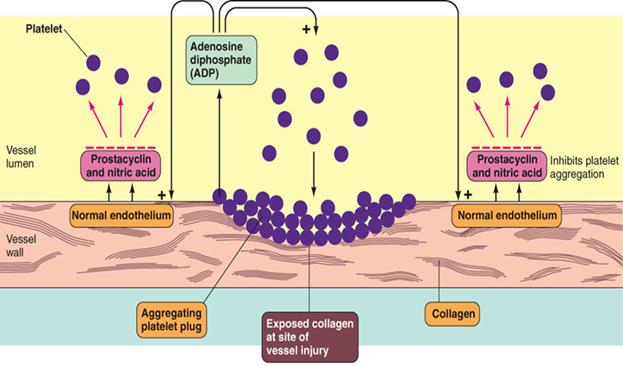 Platelet
+
Adenosine
diphosphate
(ADP)
Vessel
lumen
Prostacyclin
and nitric acid
Prostacyclin
and nitric acid
Inhibits platelet
aggregation
+
+
Normal endothelium
Normal endothelium
Vessel
wall
Aggregating
platelet plug
Exposed collagen
at site of
vessel injury
Collagen